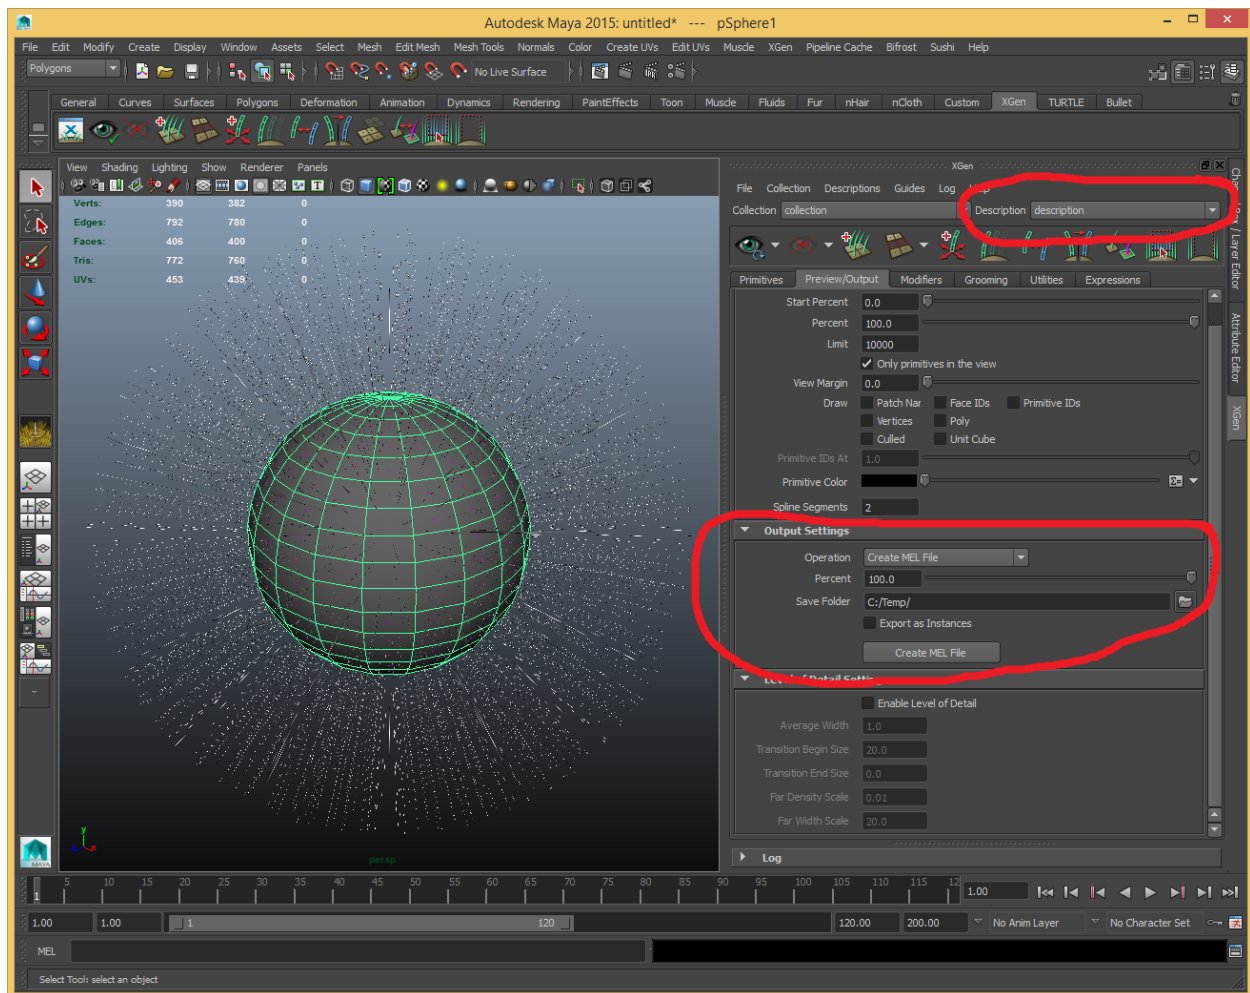 Autodesk Maya 2015: untitled* --- pSphere1
File Edit Modify Create Display Window Assets Select Mesh Edit Mesh Mesh Tools Normals Color Create UVs Edit UVs Muscle XGen Pipeline Cache Bifrost Sushi Help
Polygons No Live Surface
General Curves Surfaces Polygons Deformation Animation Dynamics Rendering PaintEffects Toon Muscle Fluids Fur nHair nCloth Custom XGen TURTLE Bullet
View Shading Lighting Show Renderer Panels
Verts: 390 382 0
Edges: 792 780 0
Faces: 406 400 0
Tris: 772 760 0
UVs: 453 439 0
persp
y
x
MAYA
XGen
File Collection Descriptions Guides Log
Collection collection Description description
Primitives Preview/Output Modifiers Grooming Utilities Expressions
Start Percent 0.0
Percent 100.0
Limit 10000
Only primitives in the view
View Margin 0.0
Draw Patch Nar Face IDs Primitive IDs
Vertices Poly
Culled Unit Cube
Primitive IDs At 1.0
Primitive Color
Spline Segments 2
Output Settings
Operation Create MEL File
Percent 100.0
Save Folder C:/Temp/
Export as Instances
Create MEL File
Level of Detail Setting
Enable Level of Detail
Average Width 1.0
Transition Begin Size 20.0
Transition End Size 0.0
Far Density Scale 0.01
Far Width Scale 20.0
Log
/ Layer Editor
Attribute Editor
XGen
1 5 10 15 20 25 30 35 40 45 50 55 60 65 70 75 80 85 90 95 100 105 110 115 12 1.00
1.00 1.00 1 120 120.00 200.00 No Anim Layer No Character Set
MEL
Select Tool: select an object